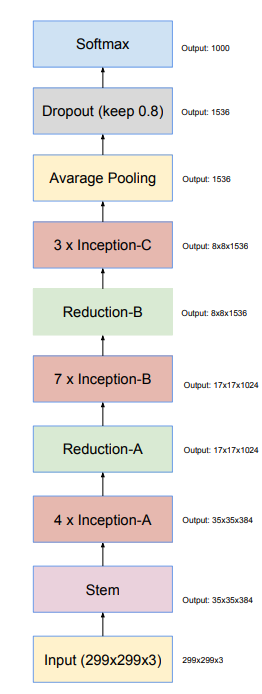 Softmax
Output: 1000
Dropout (keep 0.8)
Output: 1536
Avarage Pooling
Output: 1536
3 x Inception-C
Output: 8x8x1536
Reduction-B
Output: 8x8x1536
7 x Inception-B
Output: 17x17x1024
Reduction-A
Output: 17x17x1024
4 x Inception-A
Output: 35x35x384
Stem
Output: 35x35x384
Input (299x299x3)
299x299x3